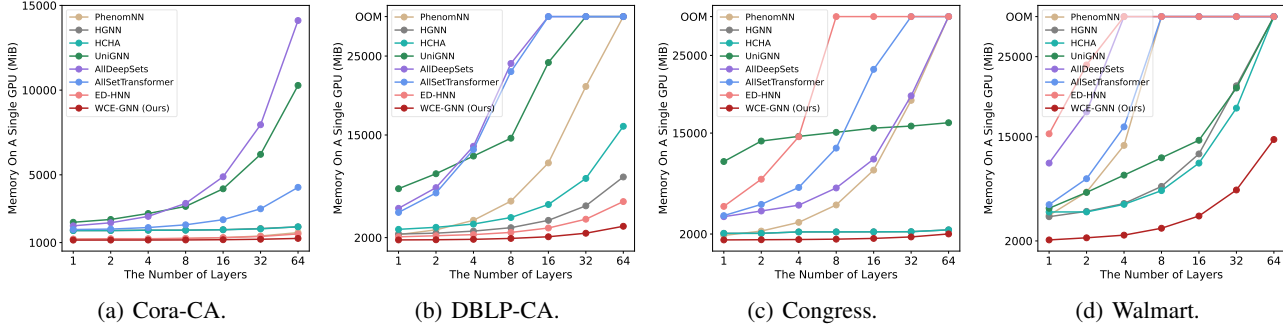 Memory On A Single GPU (MiB)
15000
10000
5000
1000
PhenomNN
HGNN
HCHA
UniGNN
AllDeepSets
AllSetTransformer
ED-HNN
WCE-GNN (Ours)
1 2 4 8 16 32 64
The Number of Layers
(a) Cora-CA.
Memory On A Single GPU (MiB)
OOM
25000
15000
2000
PhenomNN
HGNN
HCHA
UniGNN
AllDeepSets
AllSetTransformer
ED-HNN
WCE-GNN (Ours)
1 2 4 8 16 32 64
The Number of Layers
(b) DBLP-CA.
Memory On A Single GPU (MiB)
OOM
25000
15000
2000
PhenomNN
HGNN
HCHA
UniGNN
AllDeepSets
AllSetTransformer
ED-HNN
WCE-GNN (Ours)
1 2 4 8 16 32 64
The Number of Layers
(c) Congress.
Memory On A Single GPU (MiB)
OOM
25000
15000
2000
PhenomNN
HGNN
HCHA
UniGNN
AllDeepSets
AllSetTransformer
ED-HNN
WCE-GNN (Ours)
1 2 4 8 16 32 64
The Number of Layers
(d) Walmart.